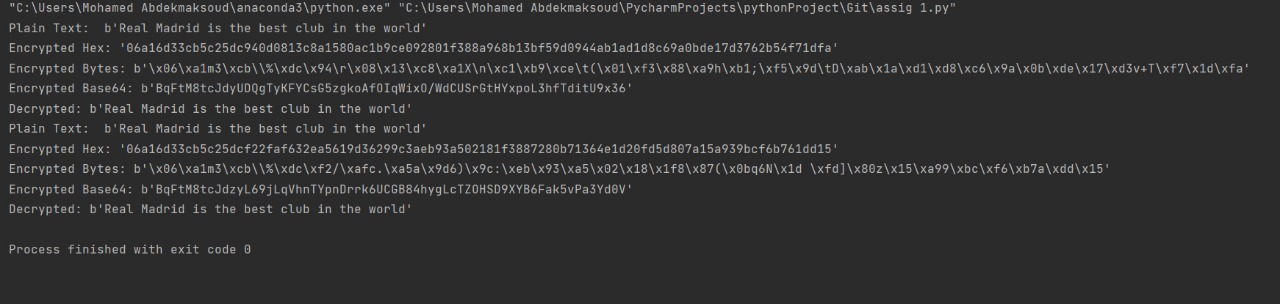 "C:\Users\Mohamed Abdekmaksoud\anaconda3\python.exe" "C:\Users\Mohamed Abdekmaksoud\PycharmProjects\pythonProject\Git\assig 1.py"
Plain Text:  b'Real Madrid is the best club in the world'
Encrypted Hex: '06a16d33cb5c25dc940d0813c8a1580ac1b9ce092801f388a968b13bf59d0944ab1ad1d8c69a0bde17d3762b54f71dfa'
Encrypted Bytes: b'\x06\xa1m3\xcb\\%\xdc\x94\r\x08\x13\xc8\xa1X\n\xc1\xb9\xce\t(\x01\xf3\x88\xa9h\xb1;\xf5\x9d\tD\xab\x1a\xd1\xd8\xc6\x9a\x0b\xde\x17\xd3v+T\xf7\x1d\xfa'
Encrypted Base64: b'BqFtM8tcJdyUDQgTyKFYCsG5zgkoAfOIqWixO/WdCUSrGtHYxpoL3hfTditU9x36'
Decrypted: b'Real Madrid is the best club in the world'
Plain Text:  b'Real Madrid is the best club in the world'
Encrypted Hex: '06a16d33cb5c25dcf22faf632ea5619d36299c3aeb93a502181f3887280b71364e1d20fd5d807a15a939bcf6b761dd15'
Encrypted Bytes: b'\x06\xa1m3\xcb\\%\xdc\xf2/\xafc.\xa5a\x9d6)\x9c:\xeb\x93\xa5\x02\x18\x1f8\x87(\x0bq6N\x1d \xfd]\x80z\x15\xa99\xbc\xf6\xb7a\xdd\x15'
Encrypted Base64: b'BqFtM8tcJdzyL69jLqVhnTYpnDrrk6UCGB84hygLcTZOHSD9XYB6Fak5vPa3Yd0V'
Decrypted: b'Real Madrid is the best club in the world'
Process finished with exit code 0